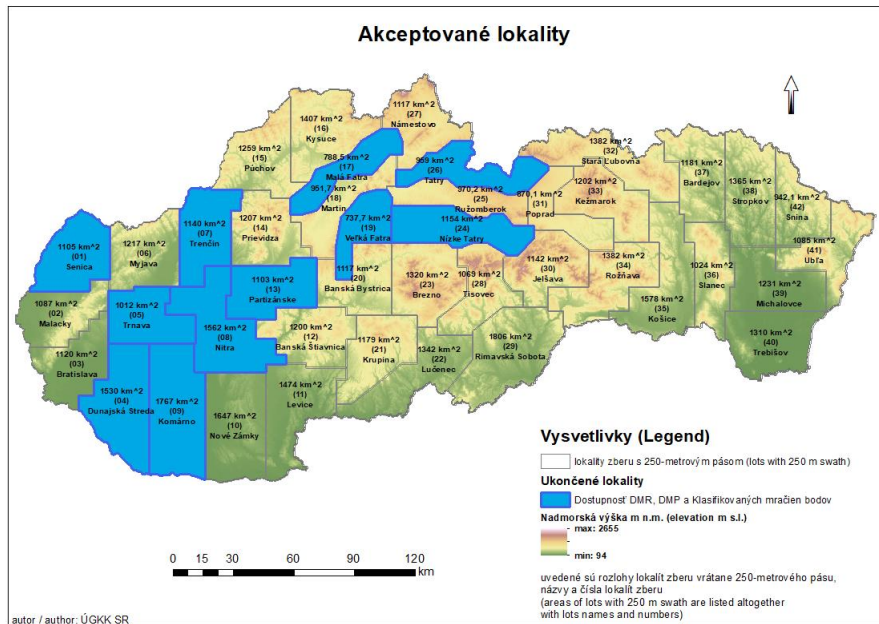 Akceptované lokality
1117 km^2
(27)
Námestovo
1407 km^2
(16)
Kysuce
1259 km^2
(15)
Púchov
788,5 km^2
(17)
Malá Fatra
951,7 km^2
(18)
Martin
959 km^2
(26)
Tatry
1382 km^2
(32)
Stará Ľubovňa
1181 km^2
(37)
Bardejov
1365 km^2
(38)
Stropkov
942,1 km^2
(42)
Snina
1085 km^2
(41)
Ubľa
970,2 km^2
(25)
Ružomberok
870,1 km^2
(31)
Poprad
1202 km^2
(33)
Kežmarok
1105 km^2
(01)
Senica
1217 km^2
(06)
Myjava
1140 km^2
(07)
Trenčín
1207 km^2
(14)
Prievidza
737,7 km^2
(19)
Veľká Fatra
1154 km^2
(24)
Nízke Tatry
1087 km^2
(02)
Malacky
1012 km^2
(05)
Trnava
1103 km^2
(13)
Partizánske
1117 km^2
(20)
Banská Bystrica
1320 km^2
(23)
Brezno
1069 km^2
(28)
Tisovec
1142 km^2
(30)
Jelšava
1382 km^2
(34)
Rožňava
1024 km^2
(36)
Slanec
1231 km^2
(39)
Michalovce
1120 km^2
(03)
Bratislava
1562 km^2
(08)
Nitra
1200 km^2
(12)
Banská Štiavnica
1179 km^2
(21)
Krupina
1342 km^2
(22)
Lučenec
1806 km^2
(29)
Rimavská Sobota
1578 km^2
(35)
Košice
1310 km^2
(40)
Trebišov
1530 km^2
(04)
Dunajská Streda
1767 km^2
(09)
Komárno
1647 km^2
(10)
Nové Zámky
1474 km^2
(11)
Levice
Vysvetlivky (Legend)
lokality zberu s 250-metrovým pásom (lots with 250 m swath)
Ukončené lokality
Dostupnosť DMR, DMP a Klasifikovaných mračien bodov
Nadmorská výška m n.m. (elevation m s.l.)
max: 2655
min: 94
0 15 30 60 90 120
km
uvedené sú rozlohy lokalít zberu vrátane 250-metrového pásu,
názvy a čísla lokalít zberu
(areas of lots with 250 m swath are listed altogether
with lots names and numbers)
autor / author: ÚGKK SR